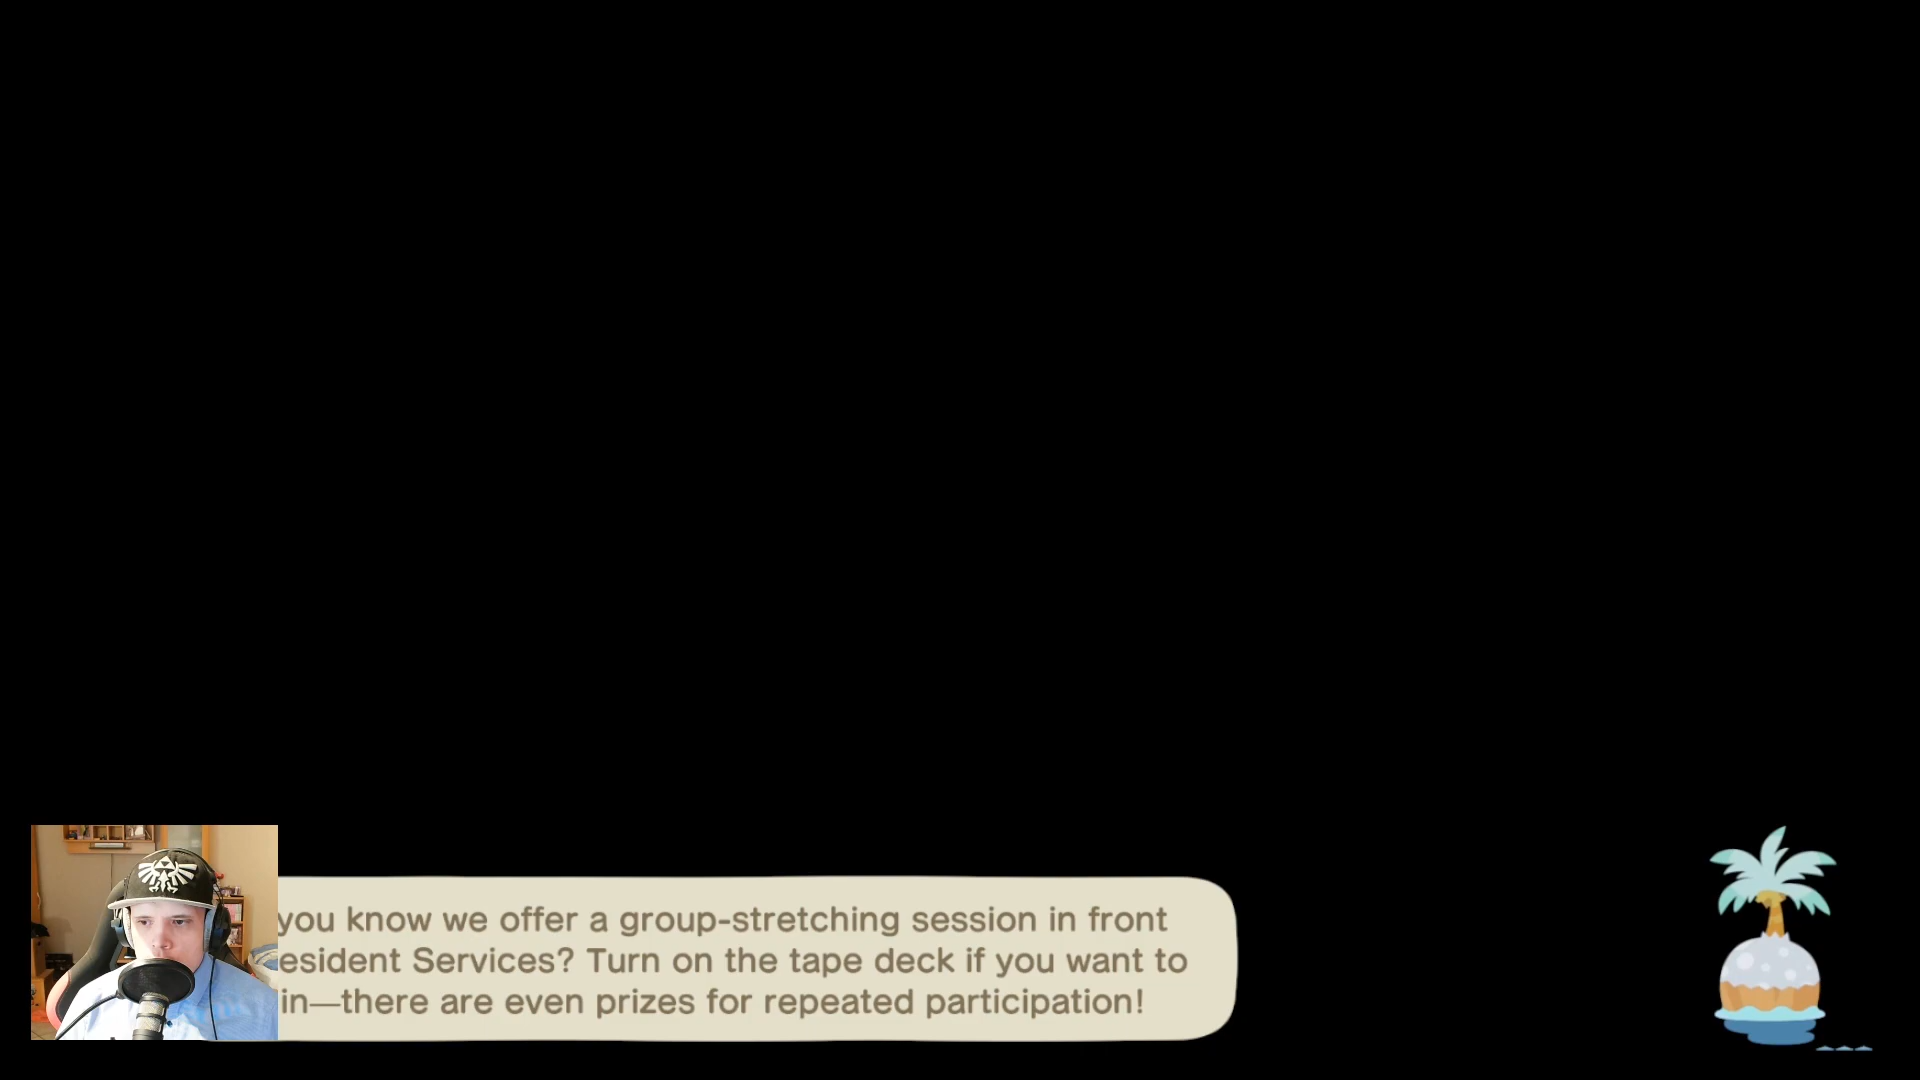 you know we offer a group-stretching session in front
esident Services? Turn on the tape deck if you want to
in—there are even prizes for repeated participation!